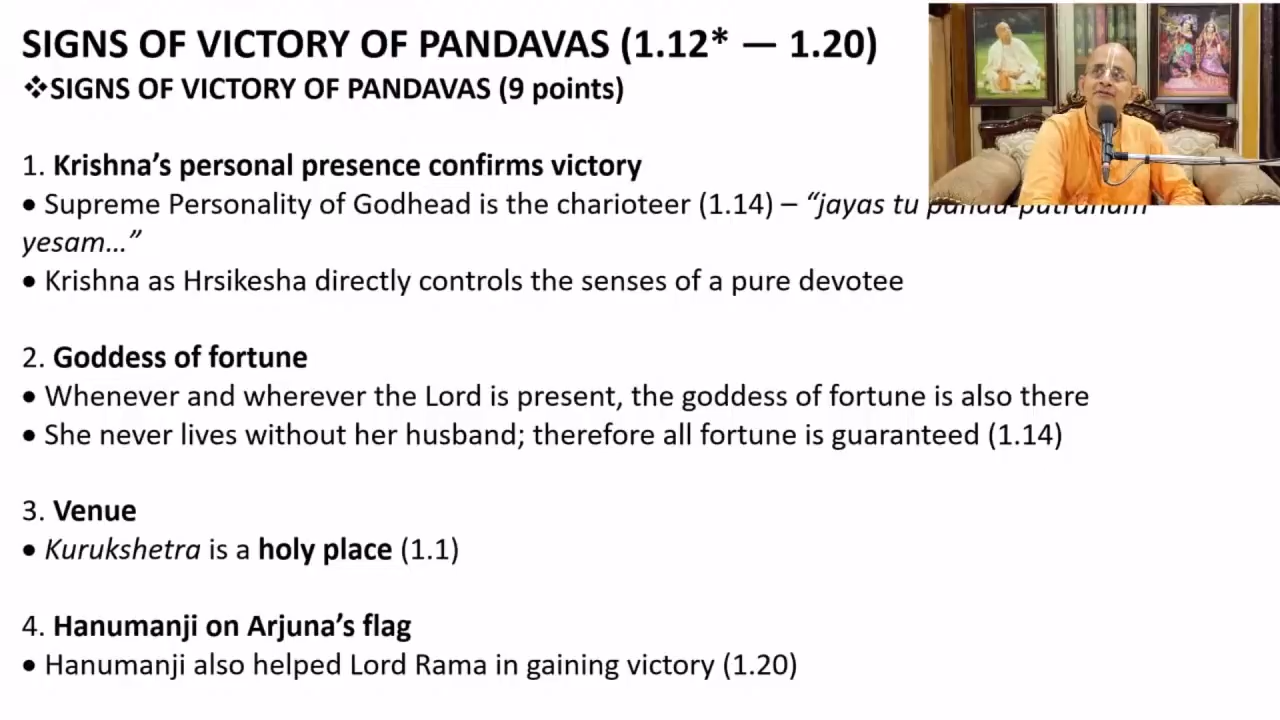 SIGNS OF VICTORY OF PANDAVAS (1.12* — 1.20)
❖SIGNS OF VICTORY OF PANDAVAS (9 points)
1. Krishna’s personal presence confirms victory
• Supreme Personality of Godhead is the charioteer (1.14) – “jayas tu pandu-putranam
yesam…”
• Krishna as Hrsikesha directly controls the senses of a pure devotee
2. Goddess of fortune
• Whenever and wherever the Lord is present, the goddess of fortune is also there
• She never lives without her husband; therefore all fortune is guaranteed (1.14)
3. Venue
• Kurukshetra is a holy place (1.1)
4. Hanumanji on Arjuna’s flag
• Hanumanji also helped Lord Rama in gaining victory (1.20)